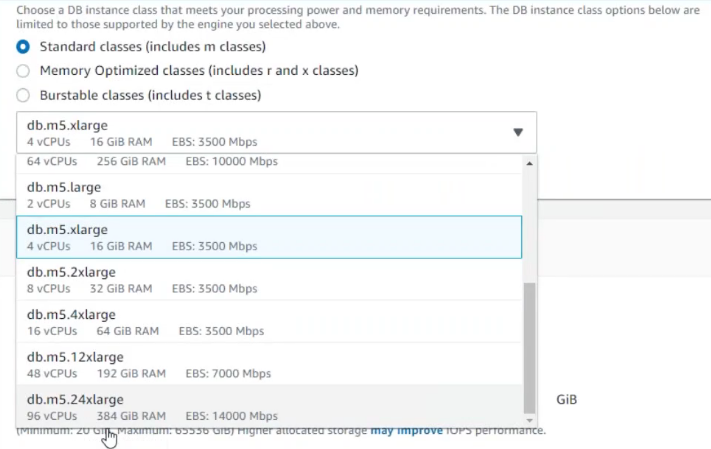 Choose a DB instance class that meets your processing power and memory requirements. The DB instance class options below are
limited to those supported by the engine you selected above.
Standard classes (includes m classes)
Memory Optimized classes (includes r and x classes)
Burstable classes (includes t classes)
db.m5.xlarge
4 vCPUs 16 GiB RAM EBS: 3500 Mbps
64 vCPUs 256 GiB RAM EBS: 10000 Mbps
db.m5.large
2 vCPUs 8 GiB RAM EBS: 3500 Mbps
db.m5.xlarge
4 vCPUs 16 GiB RAM EBS: 3500 Mbps
db.m5.2xlarge
8 vCPUs 32 GiB RAM EBS: 3500 Mbps
db.m5.4xlarge
16 vCPUs 64 GiB RAM EBS: 3500 Mbps
db.m5.12xlarge
48 vCPUs 192 GiB RAM EBS: 7000 Mbps
db.m5.24xlarge
GiB
96 vCPUs 384 GiB RAM EBS: 14000 Mbps
(Minimum: 20 GiB, Maximum: 65536 GiB) Higher allocated storage may improve IOPS performance.